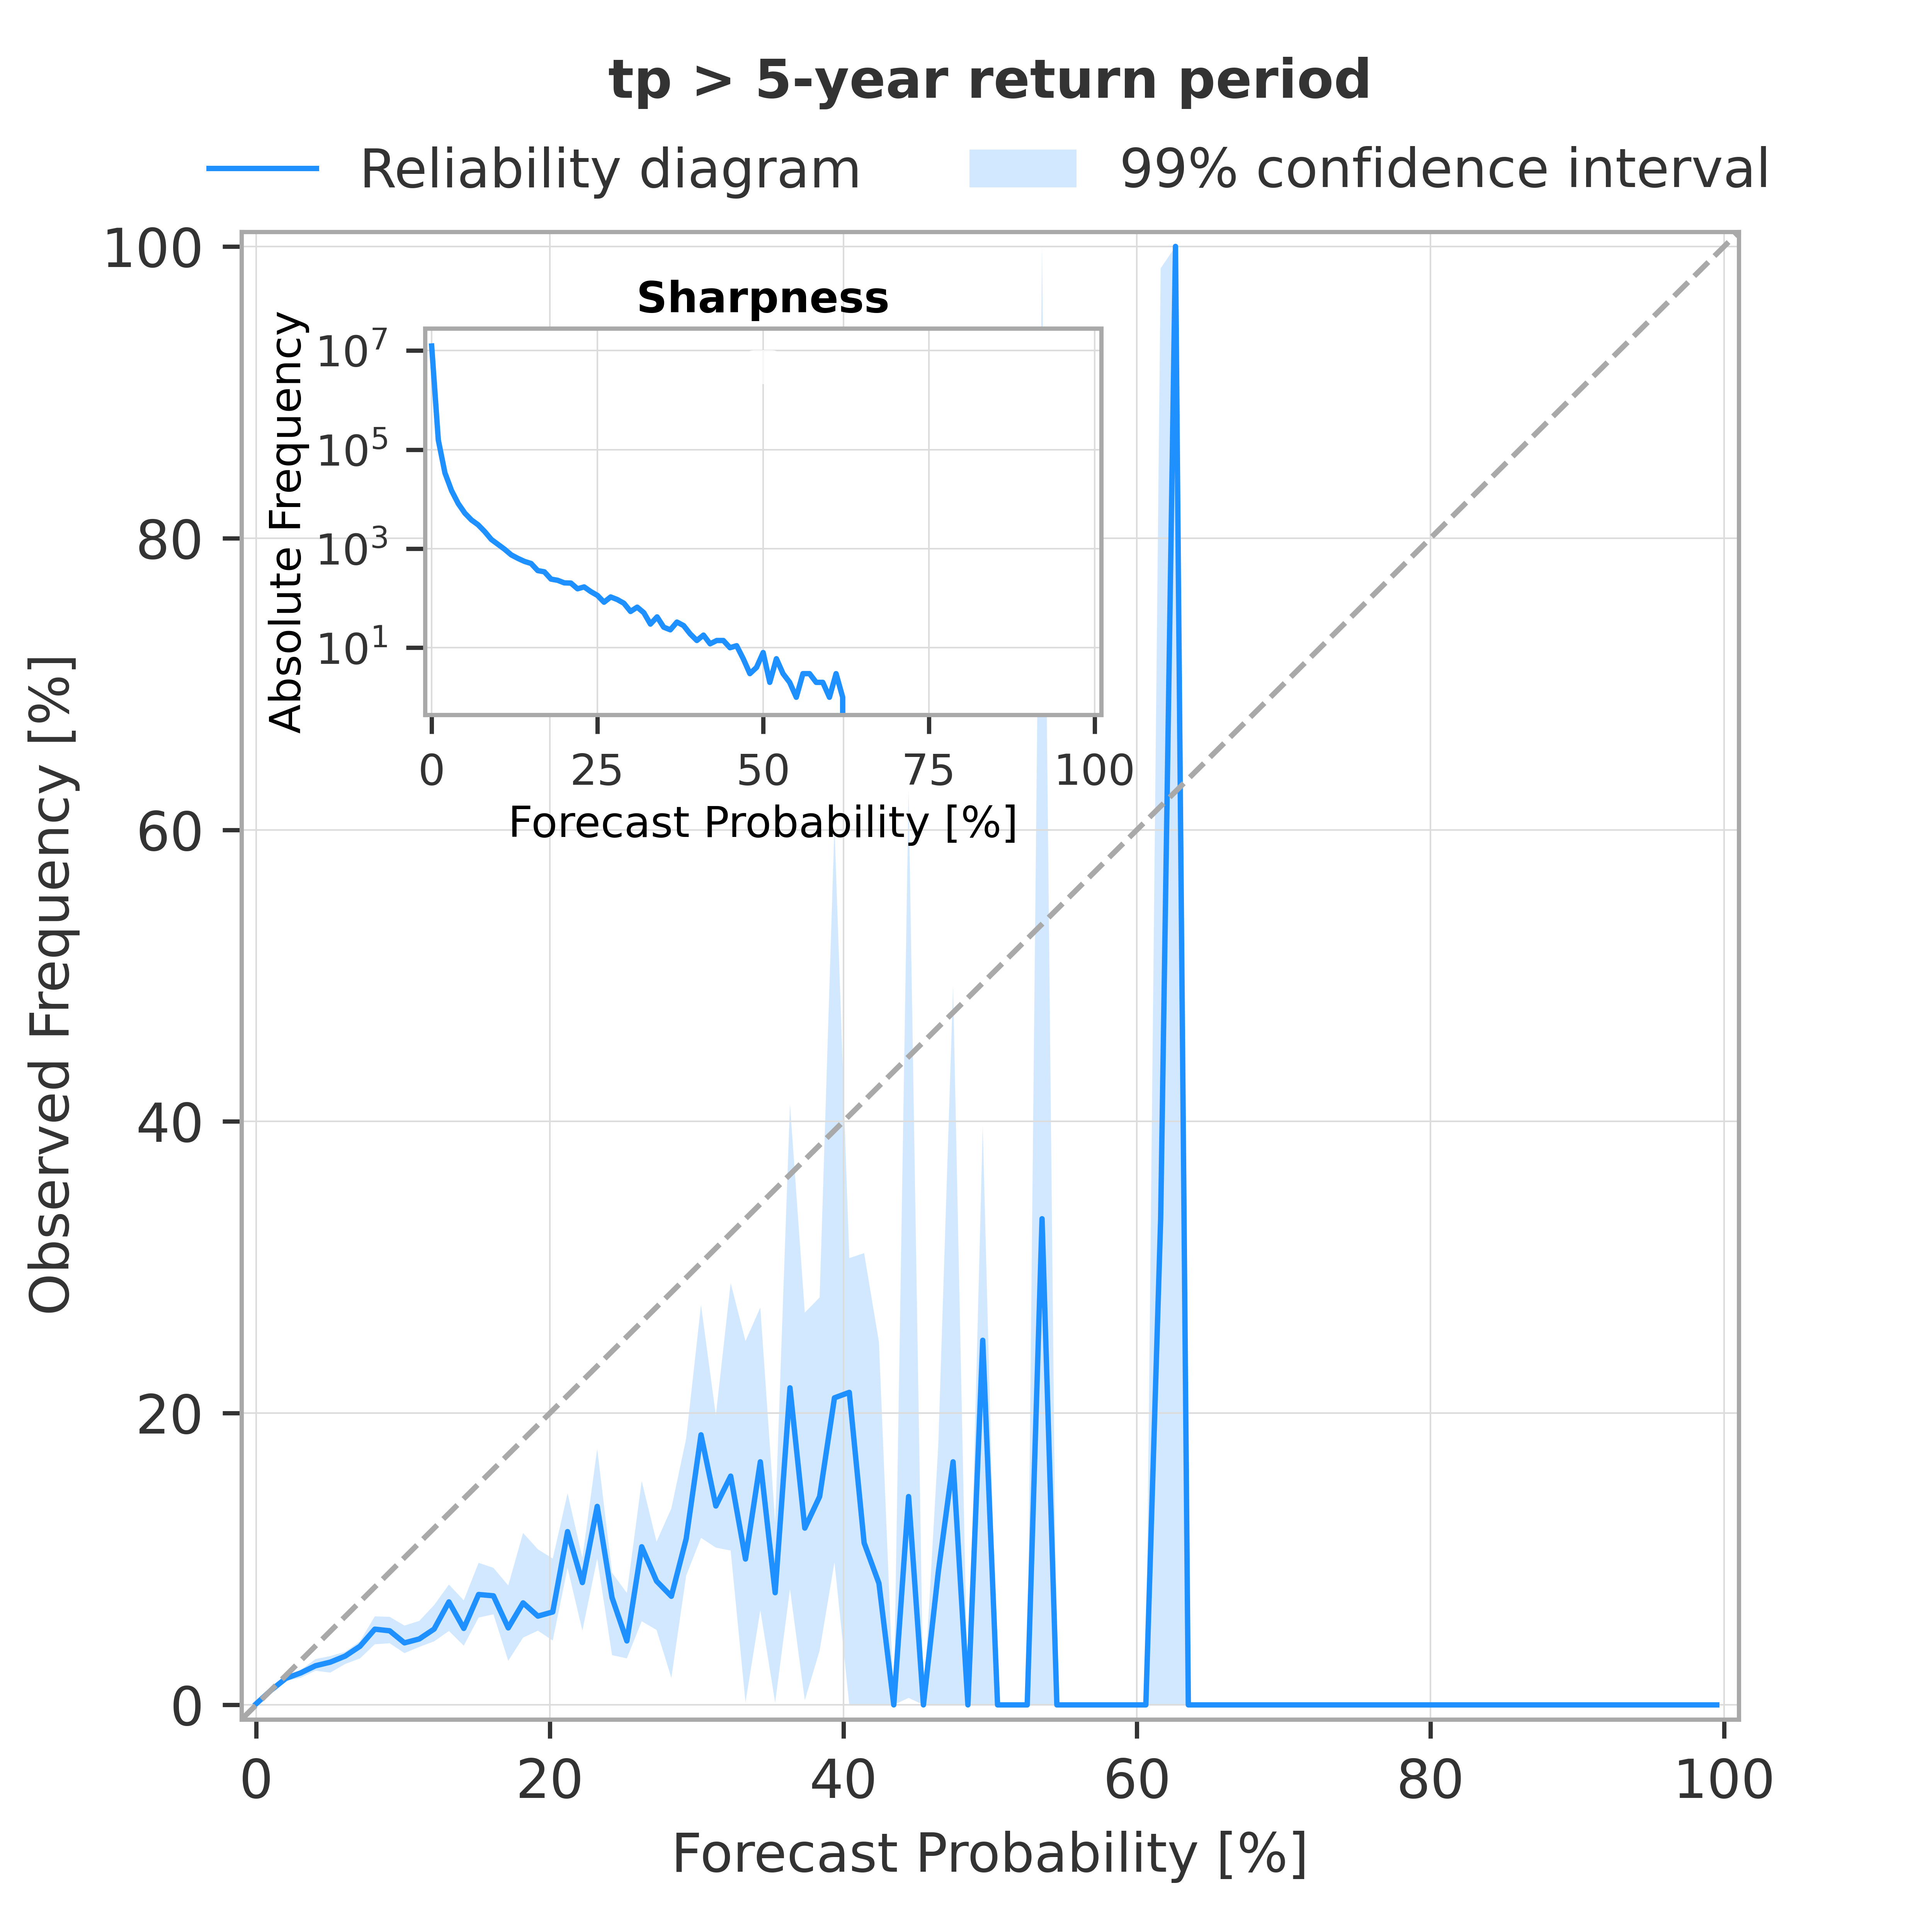 tp > 5-year return period
Reliability diagram
99% confidence interval
Observed Frequency [%]
100
80
60
40
20
0
Sharpness
Absolute Frequency
10⁷
10⁵
10³
10¹
0 25 50 75 100
Forecast Probability [%]
0 20 40 60 80 100
Forecast Probability [%]